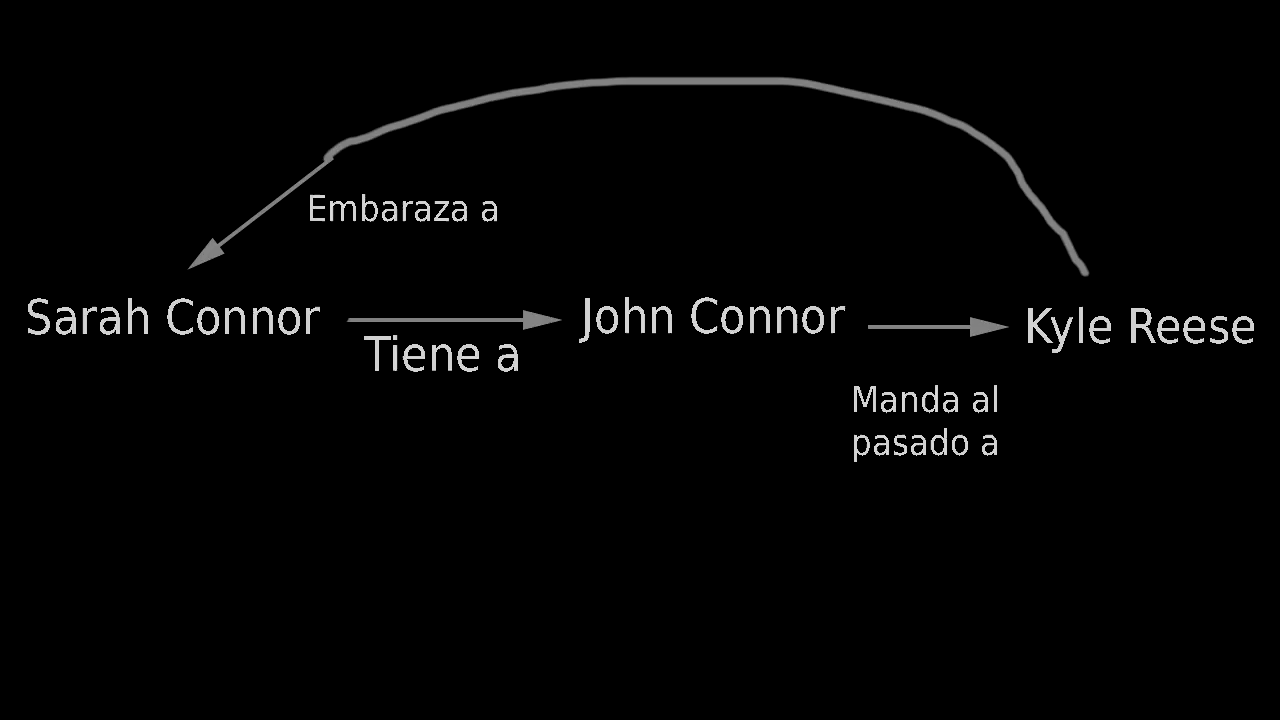 Embaraza a
Sarah Connor
Tiene a
John Connor
Manda al
pasado a
Kyle Reese